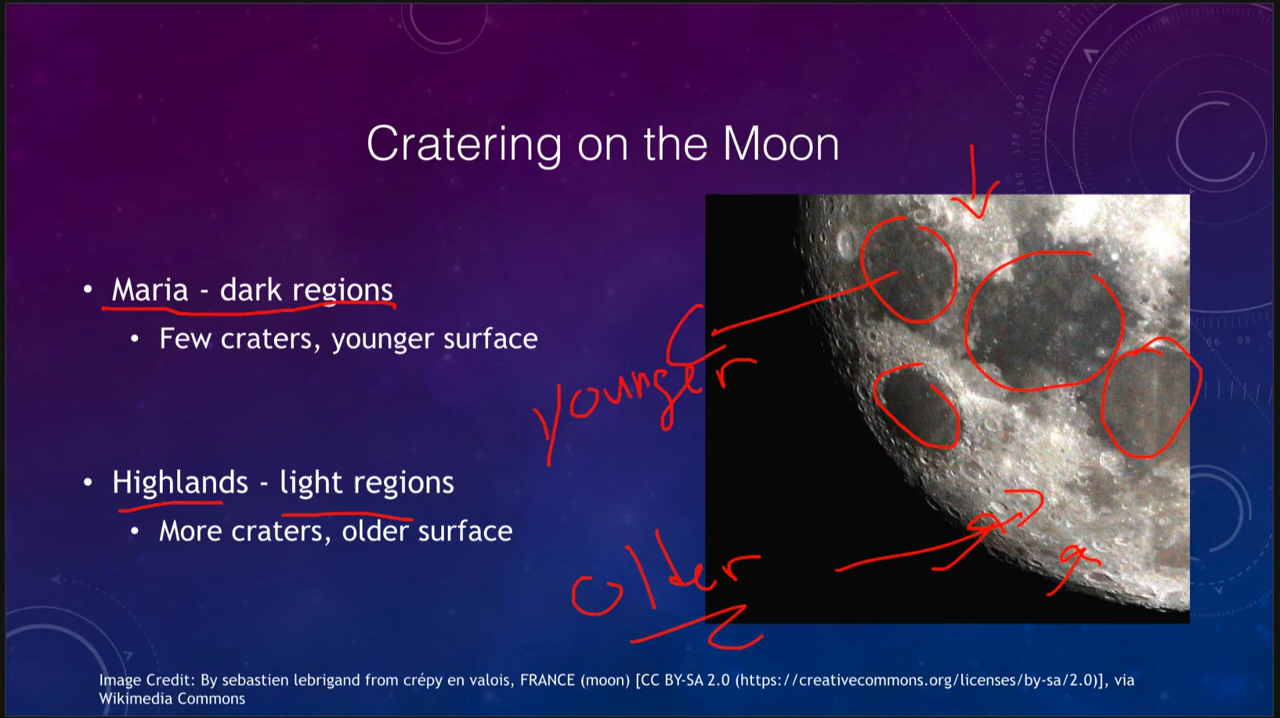 Cratering on the Moon
• Maria - dark regions
• Few craters, younger surface
younger
• Highlands - light regions
• More craters, older surface
older
Image Credit: By sebastien lebrigand from crépy en valois, FRANCE (moon) [CC BY-SA 2.0 (https://creativecommons.org/licenses/by-sa/2.0)], via
Wikimedia Commons